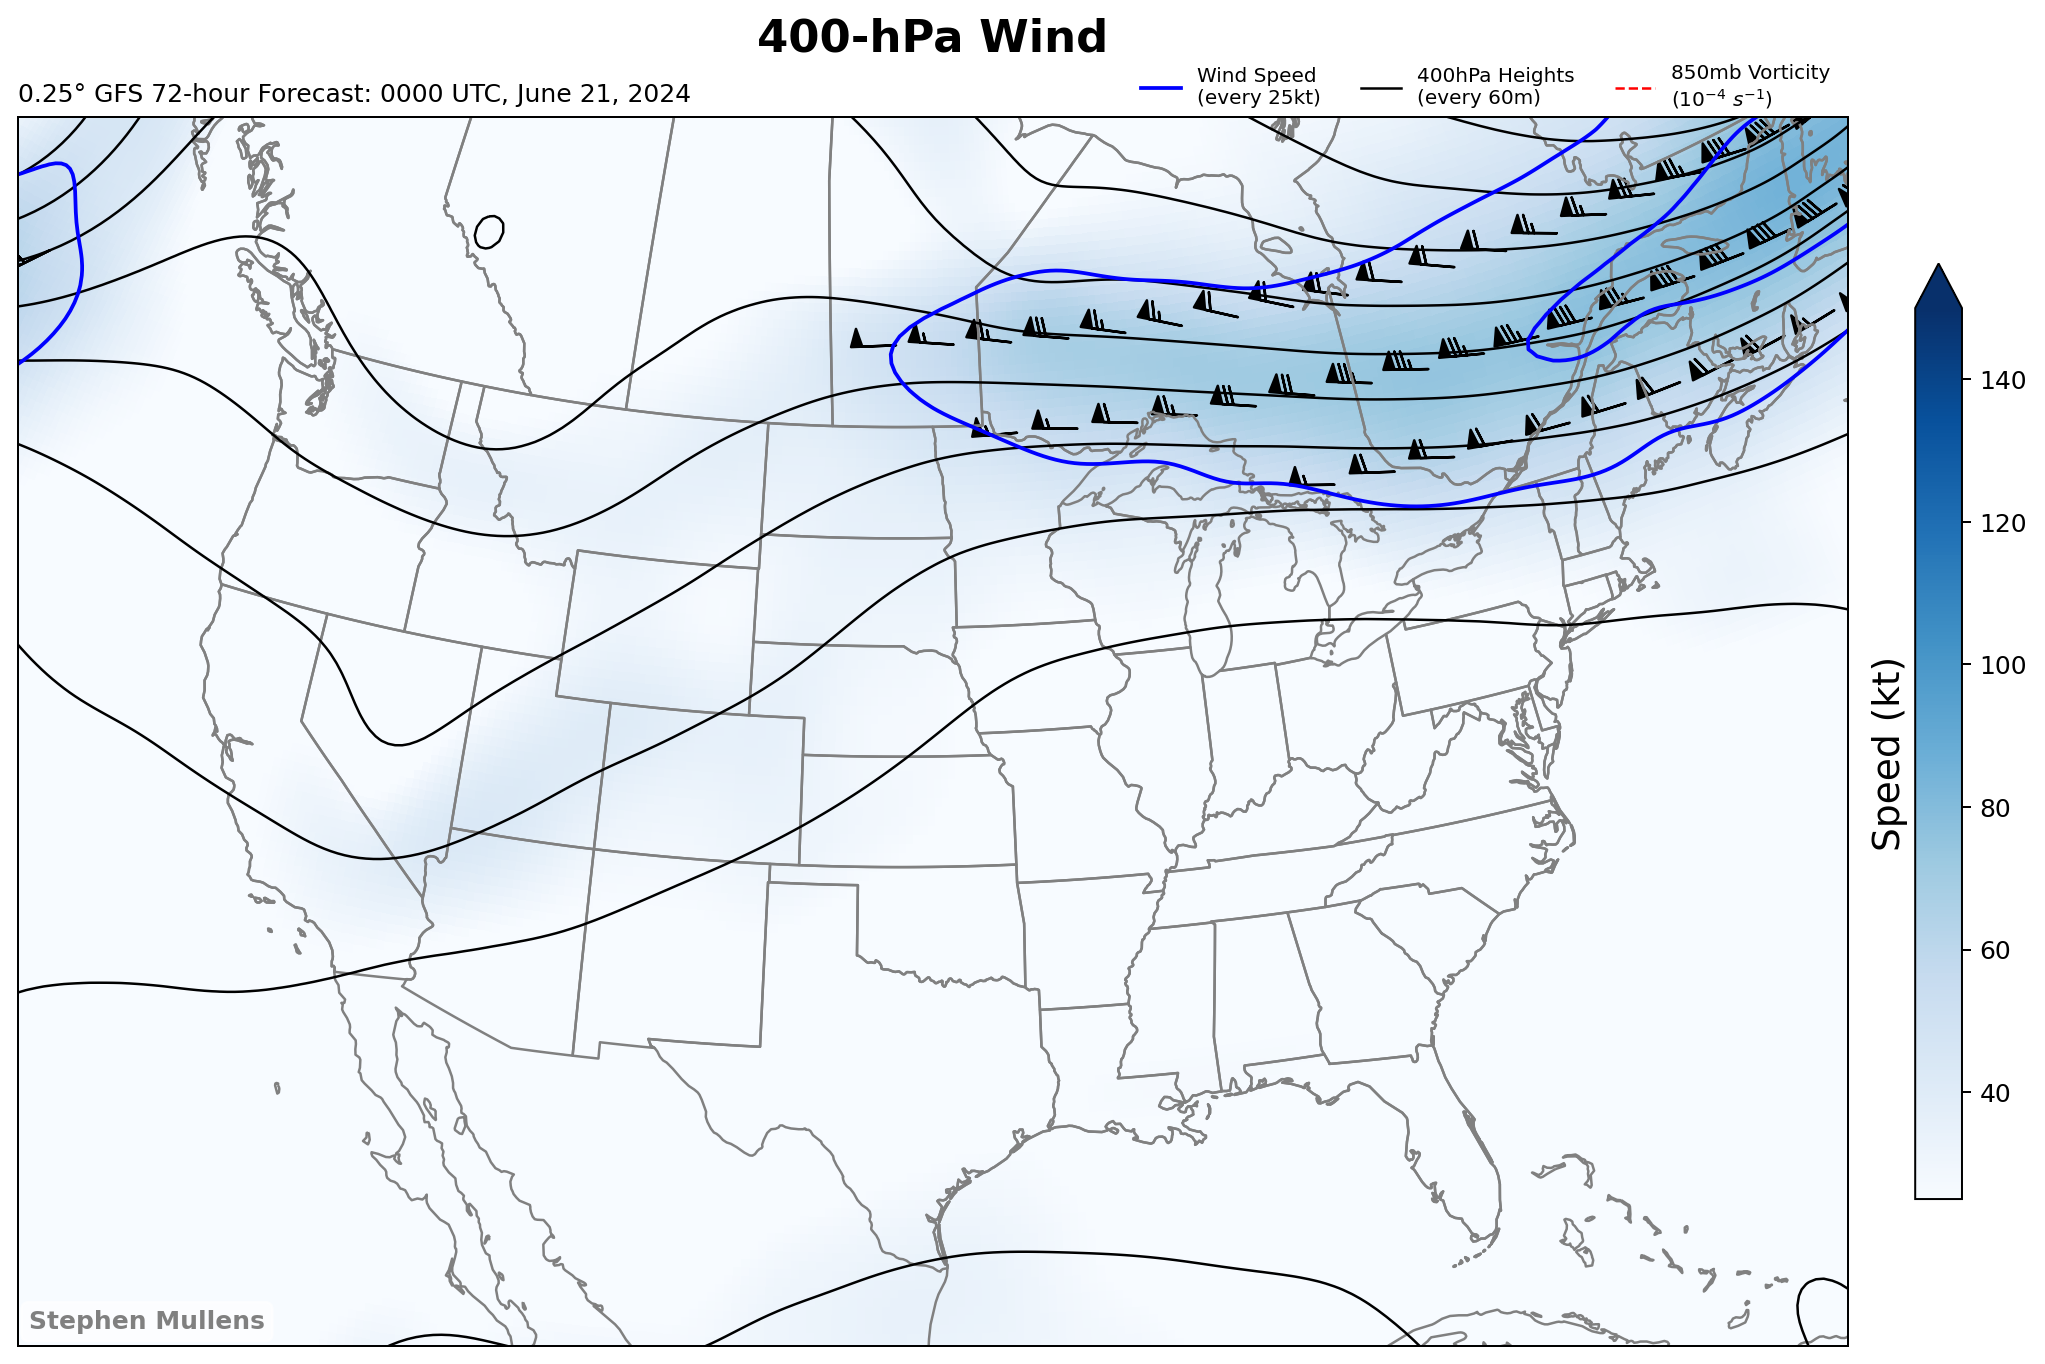 400-hPa Wind
0.25° GFS 72-hour Forecast: 0000 UTC, June 21, 2024
Wind Speed
(every 25kt)
400hPa Heights
(every 60m)
850mb Vorticity
(10⁻⁴ s⁻¹)
140
120
100
80
60
40
Speed (kt)
Stephen Mullens